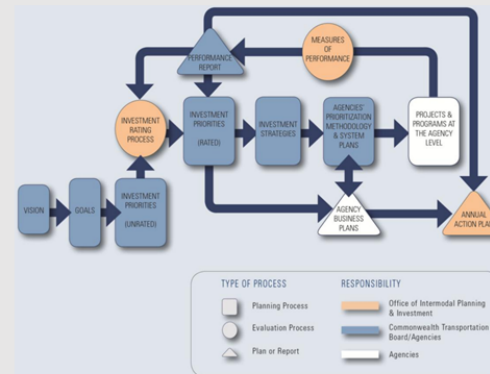 PERFORMANCE
REPORT
MEASURES
OF
PERFORMANCE
INVESTMENT
RATING
PROCESS
INVESTMENT
PRIORITIES
(RATED)
INVESTMENT
STRATEGIES
AGENCIES'
PRIORITIZATION
METHODOLOGY
& SYSTEM
PLANS
PROJECTS &
PROGRAMS AT
THE AGENCY
LEVEL
VISION
GOALS
INVESTMENT
PRIORITIES
(UNRATED)
AGENCY
BUSINESS
PLANS
ANNUAL
ACTION PLAN
TYPE OF PROCESS
Planning Process
Evaluation Process
Plan or Report
RESPONSIBILITY
Office of Intermodal Planning
& Investment
Commonwealth Transportation
Board/Agencies
Agencies